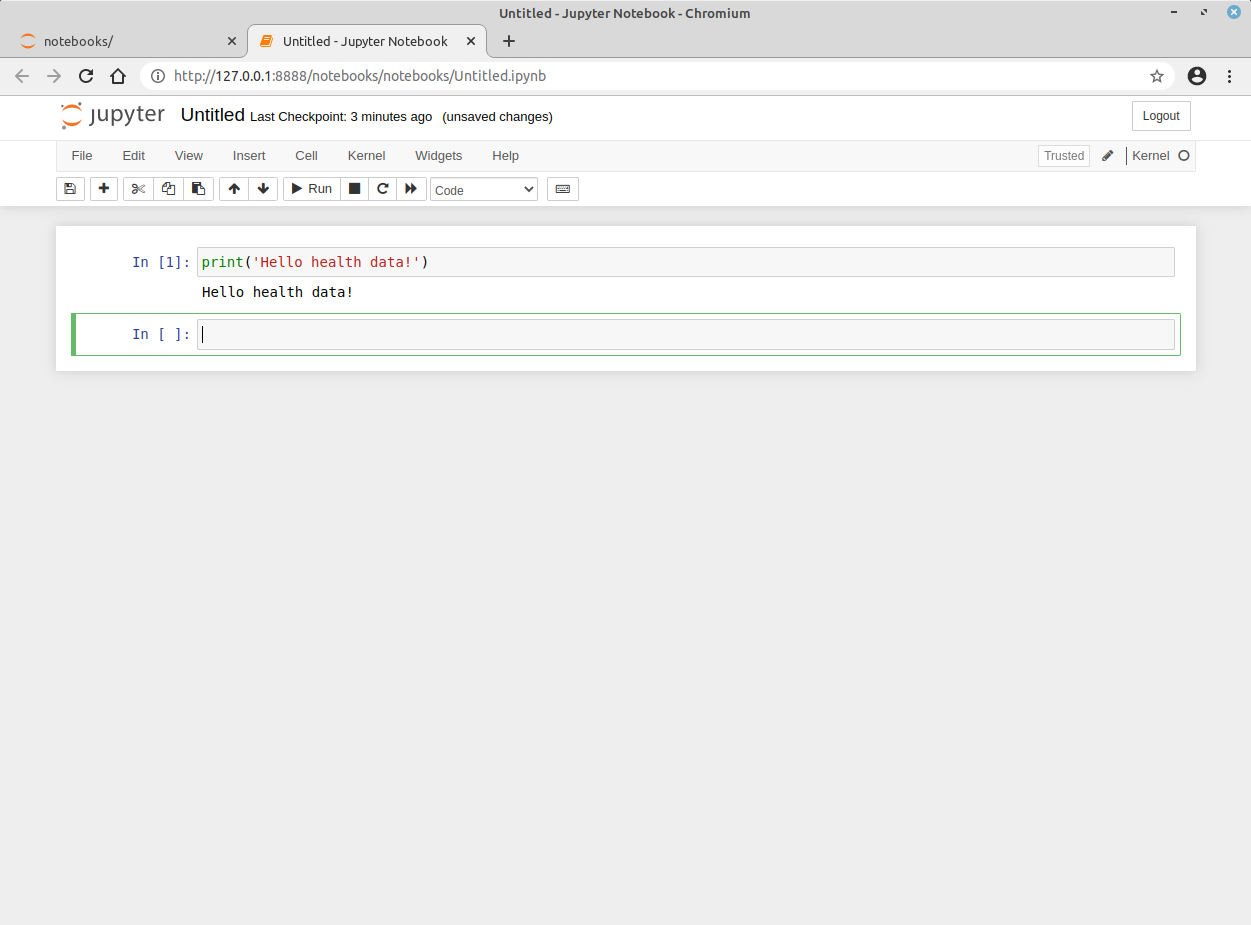 Untitled - Jupyter Notebook - Chromium
notebooks/ Untitled - Jupyter Notebook
http://127.0.0.1:8888/notebooks/notebooks/Untitled.ipynb
jupyter Untitled Last Checkpoint: 3 minutes ago (unsaved changes) Logout
File Edit View Insert Cell Kernel Widgets Help Trusted Kernel
Run Code
In [1]: print('Hello health data!')
Hello health data!
In [ ]: